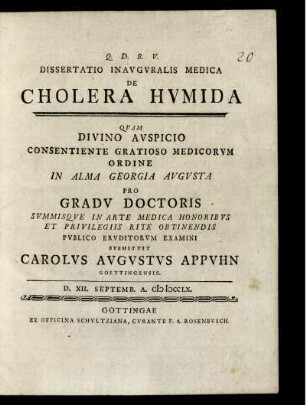 Q. D. B. V.
20
DISSERTATIO INAVGVRALIS MEDICA
DE
CHOLERA HVMIDA
QVAM
DIVINO AVSPICIO
CONSENTIENTE GRATIOSO MEDICORVM
ORDINE
IN ALMA GEORGIA AVGVSTA
PRO
GRADV DOCTORIS
SVMMISQVE IN ARTE MEDICA HONORIBVS
ET PRIVILEGIIS RITE OBTINENDIS
PVBLICO ERVDITORVM EXAMINI
SVBMITTIT
CAROLVS AVGVSTVS APPVHN
GOETTINGENSIS.
D. XII. SEPTEMB. A. CIƆIƆCCLX.
GOTTINGAE
EX OFFICINA SCHVLTZIANA, CVRANTE F. A. ROSENBVSCH.